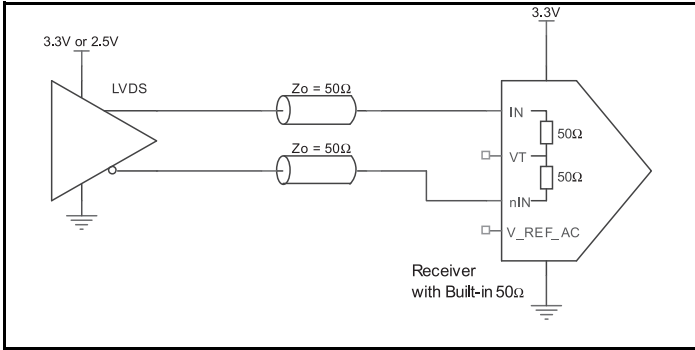 3.3V
3.3V or 2.5V
LVDS
Zo = 50Ω
IN
50Ω
Zo = 50Ω
VT
50Ω
nIN
V_REF_AC
Receiver
with Built-in 50Ω